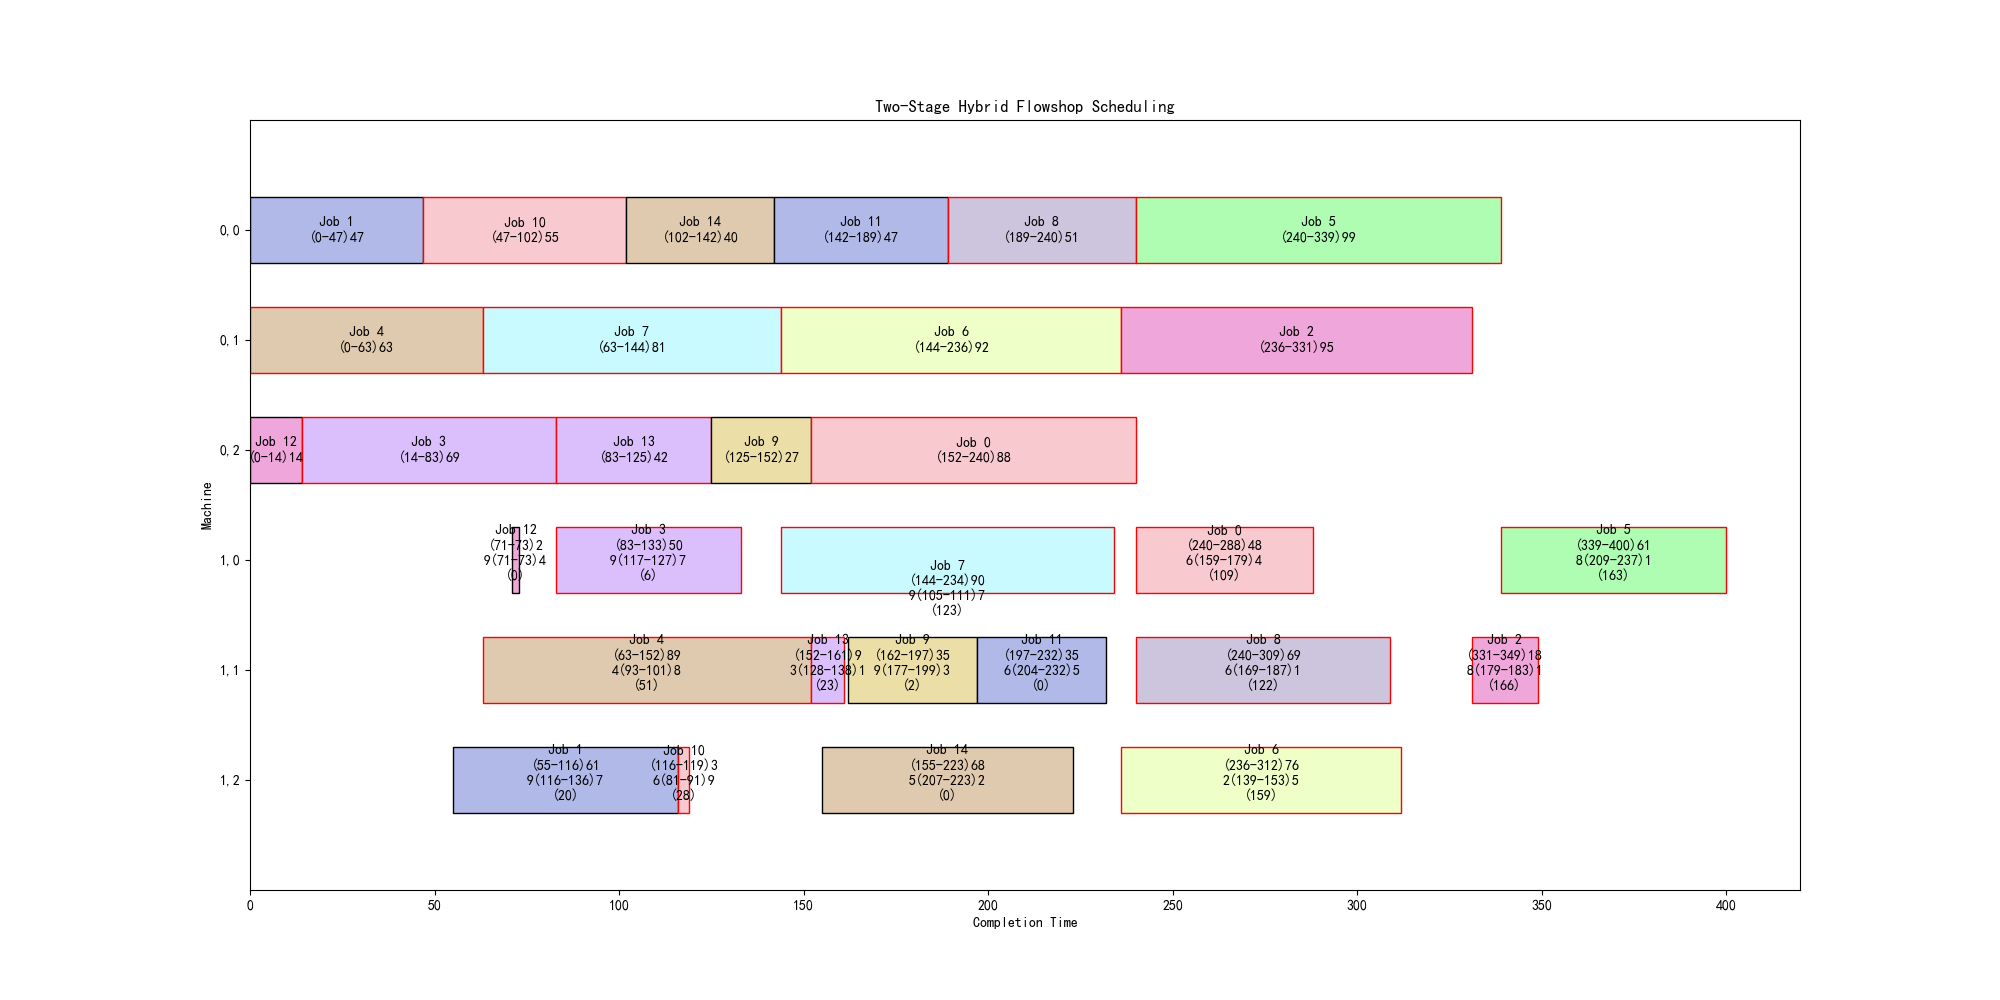 Two-Stage Hybrid Flowshop Scheduling
Machine
0,0
Job 1
(0-47)47
Job 10
(47-102)55
Job 14
(102-142)40
Job 11
(142-189)47
Job 8
(189-240)51
Job 5
(240-339)99
0,1
Job 4
(0-63)63
Job 7
(63-144)81
Job 6
(144-236)92
Job 2
(236-331)95
0,2
Job 12
(0-14)14
Job 3
(14-83)69
Job 13
(83-125)42
Job 9
(125-152)27
Job 0
(152-240)88
1,0
Job 12
(71-73)2
9(71-73)4
(0)
Job 3
(83-133)50
9(117-127)7
(6)
Job 7
(144-234)90
9(105-111)7
(123)
Job 0
(240-288)48
6(159-179)4
(109)
Job 5
(339-400)61
8(209-237)1
(163)
1,1
Job 4
(63-152)89
4(93-101)8
(51)
Job 13
(152-161)9
3(128-138)1
(23)
Job 9
(162-197)35
9(177-199)3
(2)
Job 11
(197-232)35
6(204-232)5
(0)
Job 8
(240-309)69
6(169-187)1
(122)
Job 2
(331-349)18
8(179-183)1
(166)
1,2
Job 1
(55-116)61
9(116-136)7
(20)
Job 10
(116-119)3
6(81-91)9
(28)
Job 14
(155-223)68
5(207-223)2
(0)
Job 6
(236-312)76
2(139-153)5
(159)
0
50
100
150
200
250
300
350
400
Completion Time